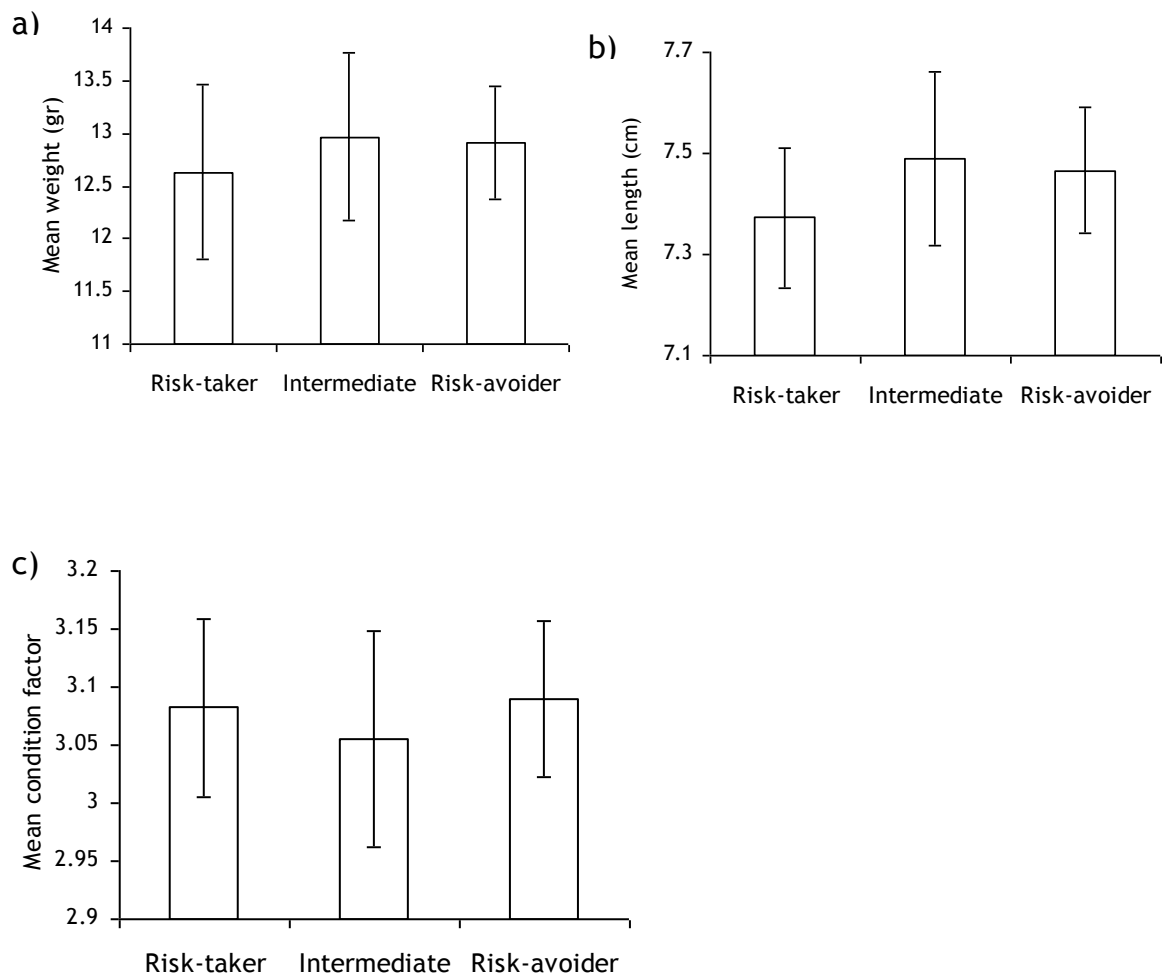 a)
Mean weight (gr)
14
13.5
13
12.5
12
11.5
11
Risk-taker Intermediate Risk-avoider
b)
Mean length (cm)
7.7
7.5
7.3
7.1
Risk-taker Intermediate Risk-avoider
c)
Mean condition factor
3.2
3.15
3.1
3.05
3
2.95
2.9
Risk-taker Intermediate Risk-avoider